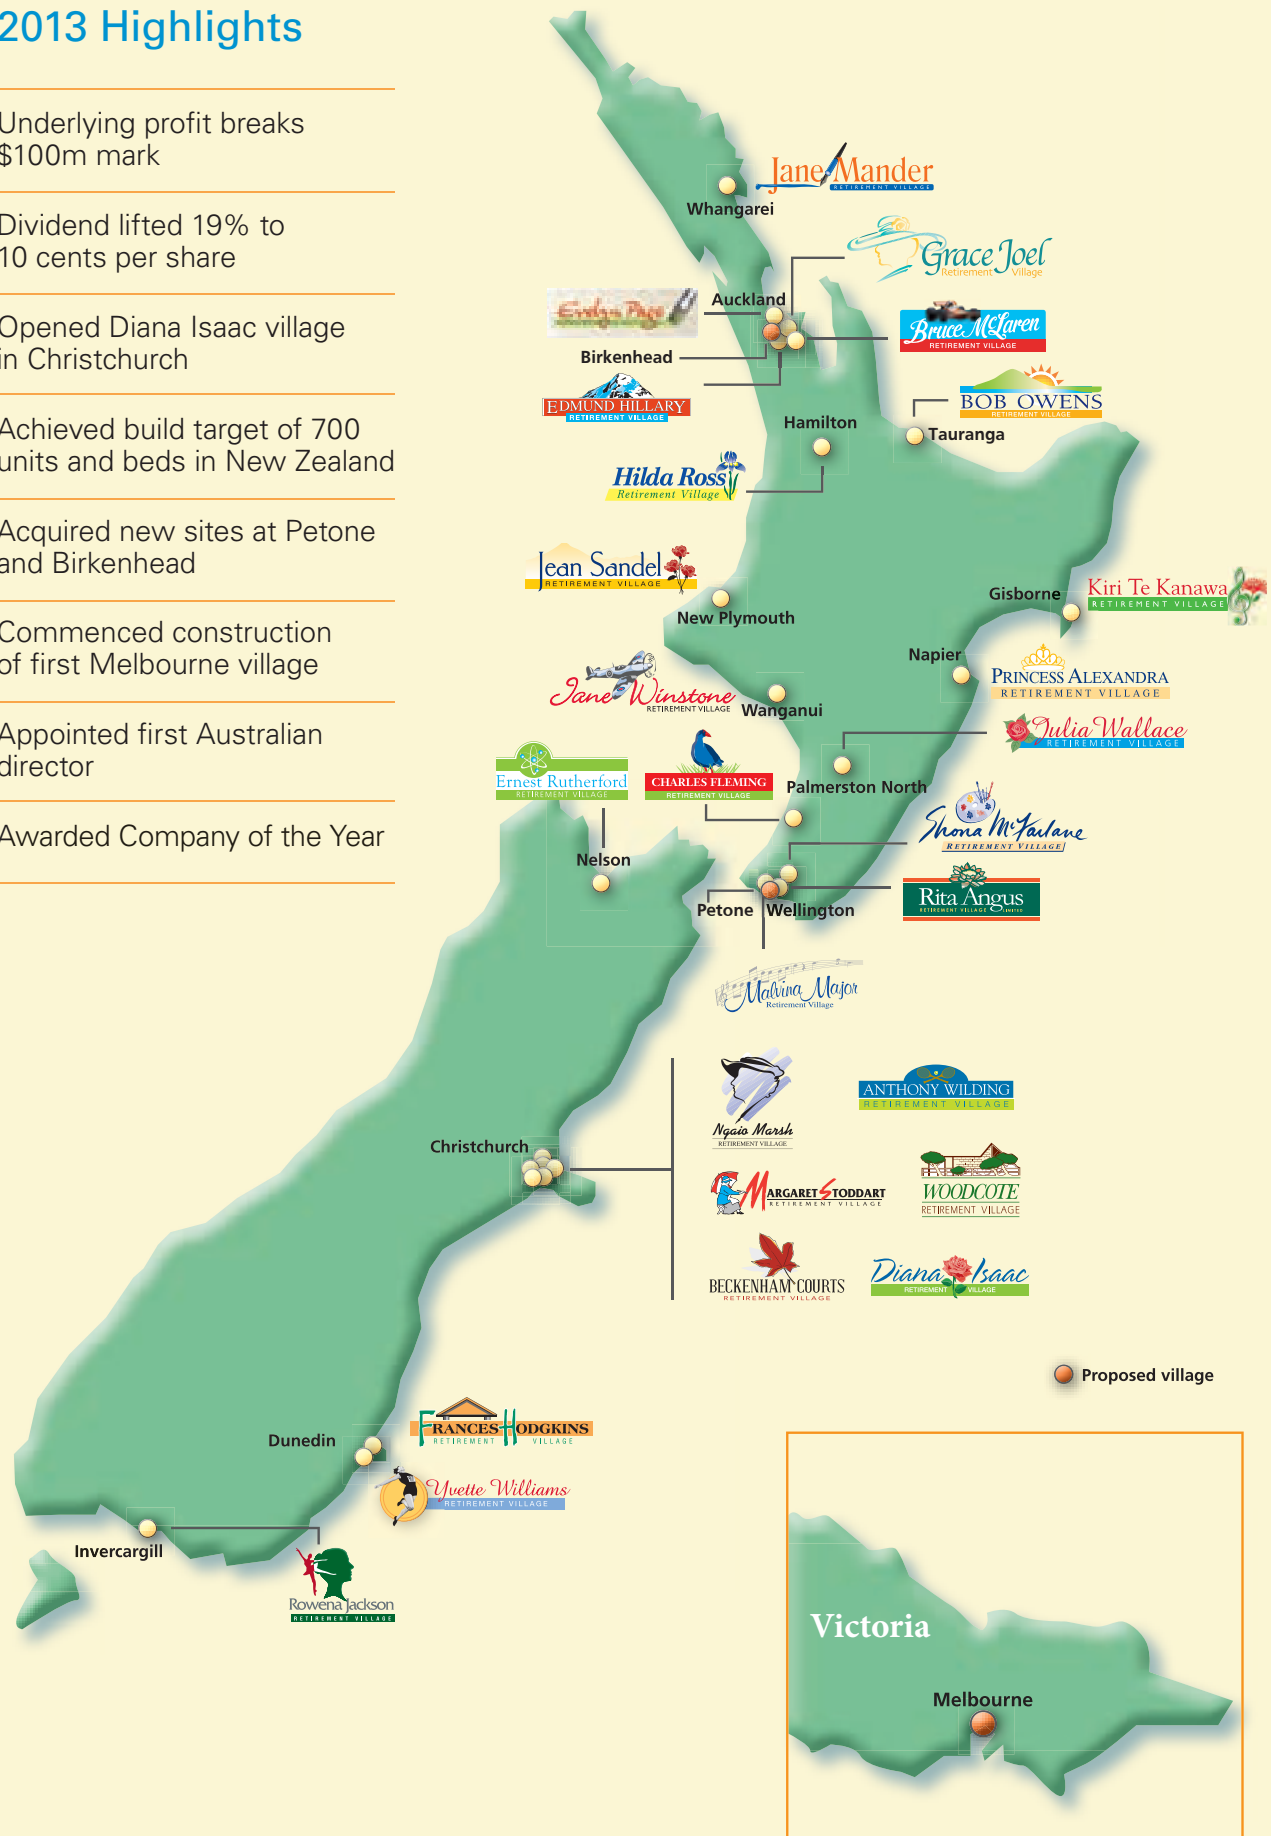 2013 Highlights
Underlying profit breaks
$100m mark
Dividend lifted 19% to
10 cents per share
Opened Diana Isaac village
in Christchurch
Achieved build target of 700
units and beds in New Zealand
Acquired new sites at Petone
and Birkenhead
Commenced construction
of first Melbourne village
Appointed first Australian
director
Awarded Company of the Year
Jane Mander
RETIREMENT VILLAGE
Whangarei
Grace Joel
Retirement Village
Auckland
Evelyn Page
Bruce McLaren
RETIREMENT VILLAGE
Birkenhead
EDMUND HILLARY
RETIREMENT VILLAGE
BOB OWENS
RETIREMENT VILLAGE
Hamilton
Tauranga
Hilda Ross
Retirement Village
Jean Sandel
RETIREMENT VILLAGE
New Plymouth
Gisborne
Kiri Te Kanawa
RETIREMENT VILLAGE
Napier
PRINCESS ALEXANDRA
RETIREMENT VILLAGE
Jane Winstone
RETIREMENT VILLAGE
Wanganui
Julia Wallace
RETIREMENT VILLAGE
Ernest Rutherford
RETIREMENT VILLAGE
CHARLES FLEMING
RETIREMENT VILLAGE
Palmerston North
Shona McFarlane
RETIREMENT VILLAGE
Nelson
Petone
Wellington
Rita Angus
RETIREMENT VILLAGE LIMITED
Malvina Major
Retirement Village
Ngaio Marsh
RETIREMENT VILLAGE
ANTHONY WILDING
RETIREMENT VILLAGE
Christchurch
MARGARET STODDART
RETIREMENT VILLAGE
WOODCOTE
RETIREMENT VILLAGE
BECKENHAM COURTS
RETIREMENT VILLAGE
Diana Isaac
RETIREMENT VILLAGE
Proposed village
Dunedin
FRANCES HODGKINS
RETIREMENT VILLAGE
Yvette Williams
RETIREMENT VILLAGE
Invercargill
Rowena Jackson
RETIREMENT VILLAGE
Victoria
Melbourne